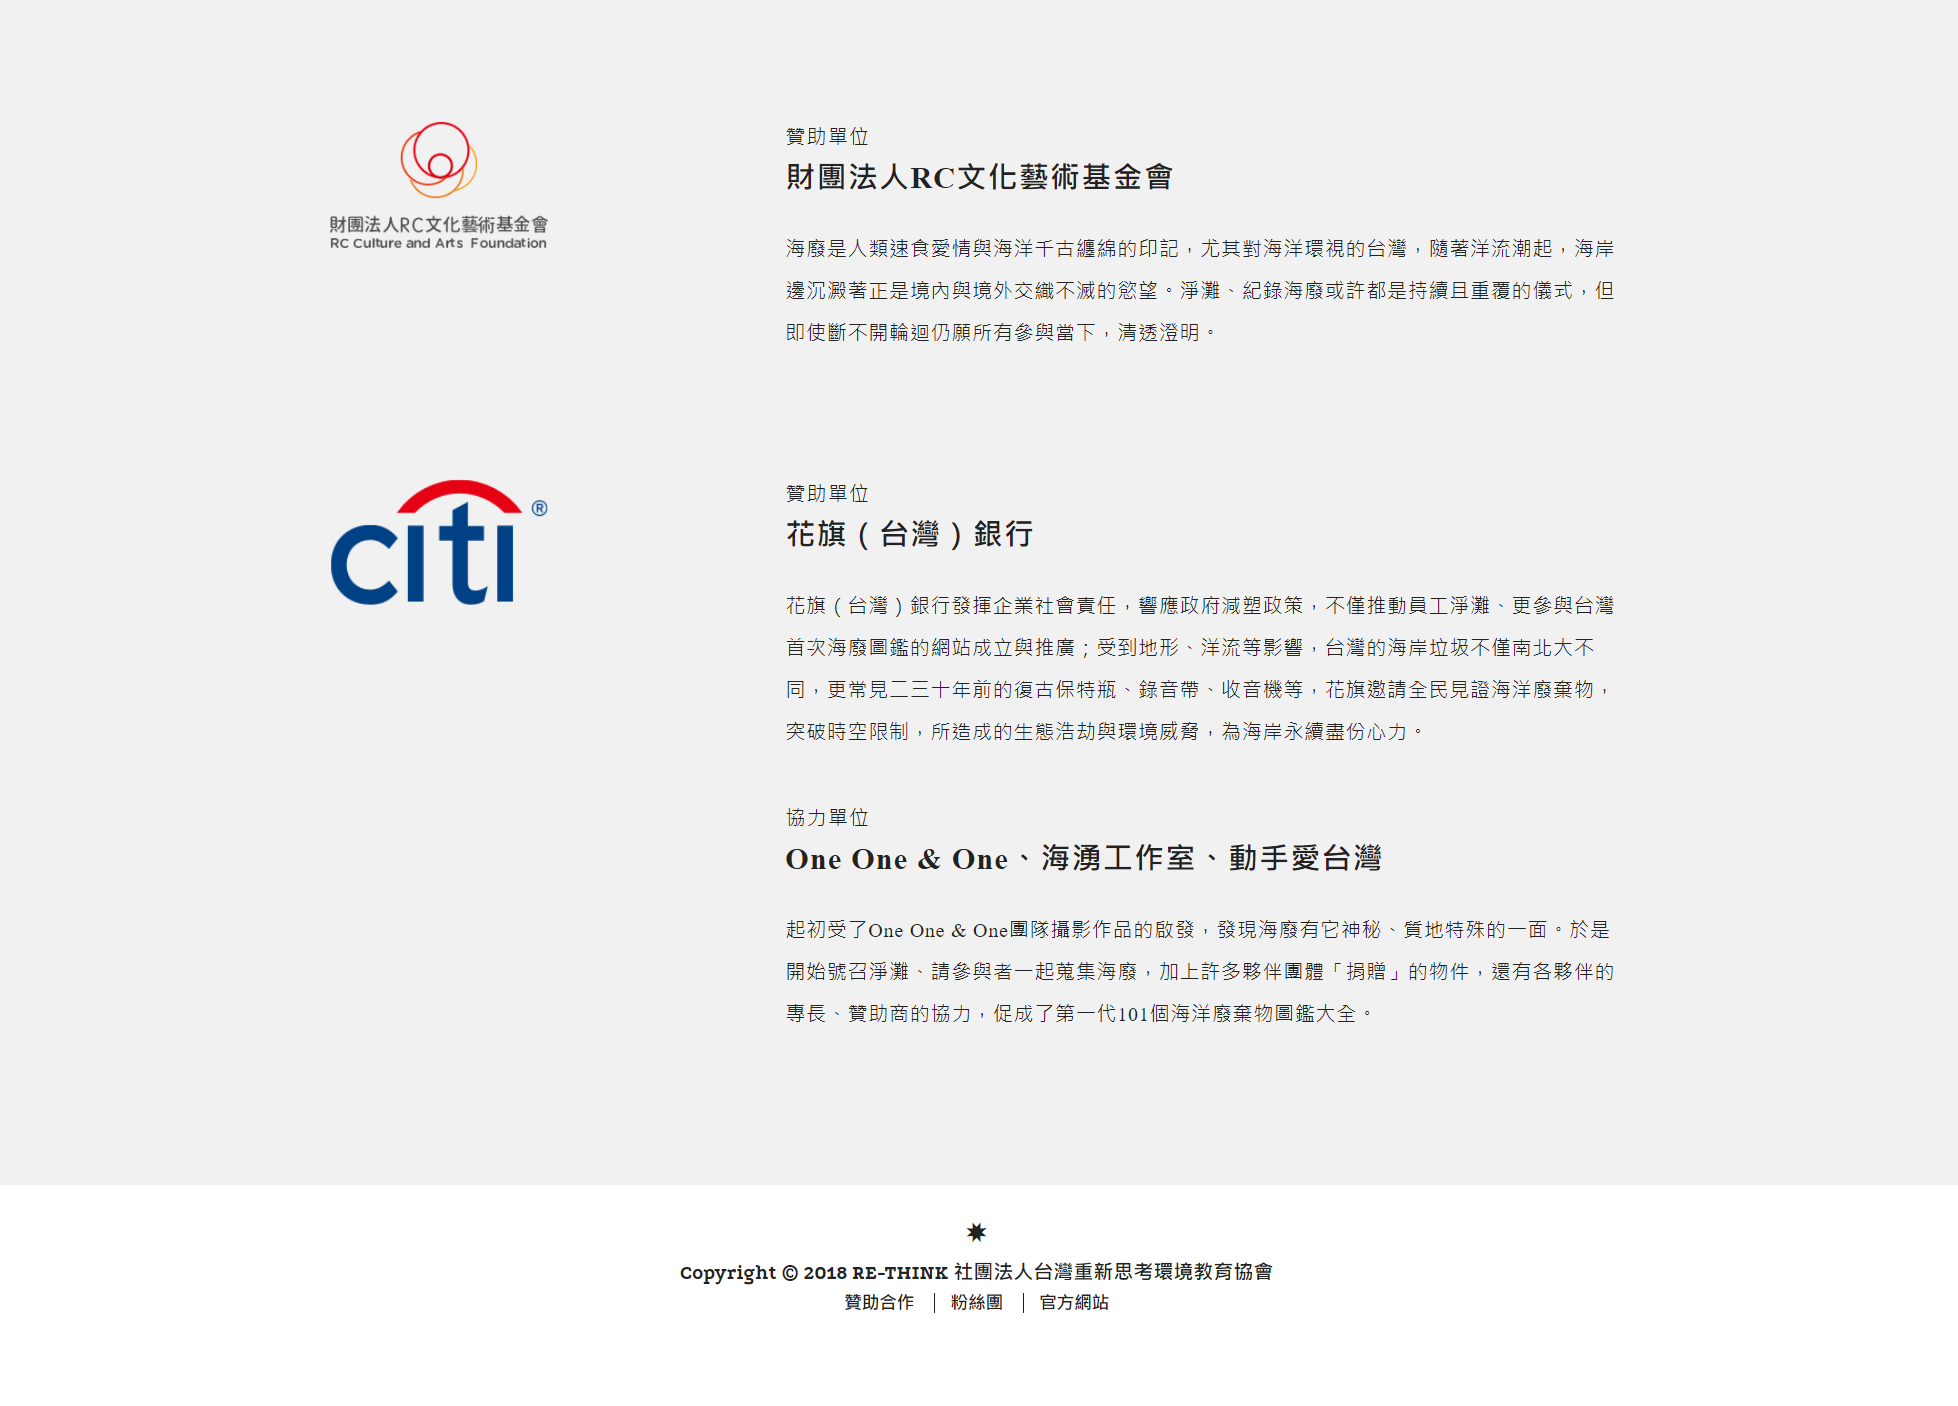 財團法人RC文化藝術基金會
RC Culture and Arts Foundation
贊助單位
財團法人RC文化藝術基金會
海廢是人類速食愛情與海洋千古纏綿的印記，尤其對海洋環視的台灣，隨著洋流潮起，海岸
邊沉澱著正是境內與境外交織不滅的慾望。淨灘、紀錄海廢或許都是持續且重覆的儀式，但
即使斷不開輪迴仍願所有參與當下，清透澄明。
citi®
贊助單位
花旗（台灣）銀行
花旗（台灣）銀行發揮企業社會責任，響應政府減塑政策，不僅推動員工淨灘、更參與台灣
首次海廢圖鑑的網站成立與推廣；受到地形、洋流等影響，台灣的海岸垃圾不僅南北大不
同，更常見二三十年前的復古保特瓶、錄音帶、收音機等，花旗邀請全民見證海洋廢棄物，
突破時空限制，所造成的生態浩劫與環境威脅，為海岸永續盡份心力。
協力單位
One One & One、海湧工作室、動手愛台灣
起初受了One One & One團隊攝影作品的啟發，發現海廢有它神秘、質地特殊的一面。於是
開始號召淨灘、請參與者一起蒐集海廢，加上許多夥伴團體「捐贈」的物件，還有各夥伴的
專長、贊助商的協力，促成了第一代101個海洋廢棄物圖鑑大全。
Copyright © 2018 RE-THINK 社團法人台灣重新思考環境教育協會
贊助合作 | 粉絲團 | 官方網站